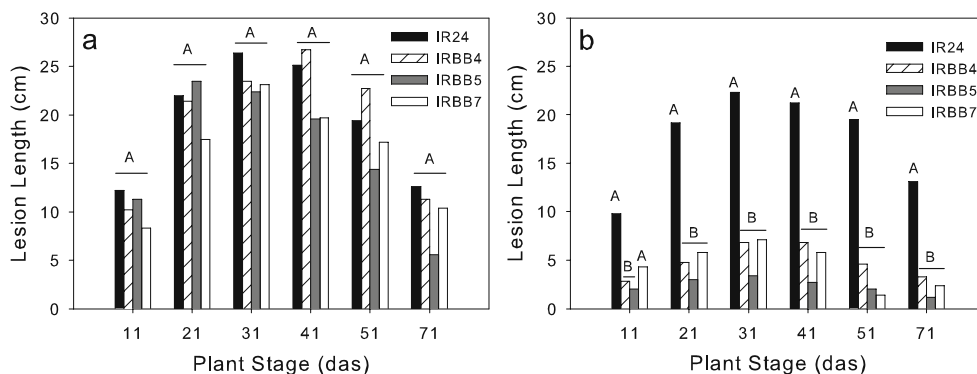 a
A
A
A
A
A
A
IR24
IRBB4
IRBB5
IRBB7
30
25
20
15
10
5
0
Lesion Length (cm)
11 21 31 41 51 71
Plant Stage (das)
b
A
A
A
A
A
A
B
A
B
B
B
B
B
IR24
IRBB4
IRBB5
IRBB7
30
25
20
15
10
5
0
Lesion Length (cm)
11 21 31 41 51 71
Plant Stage (das)